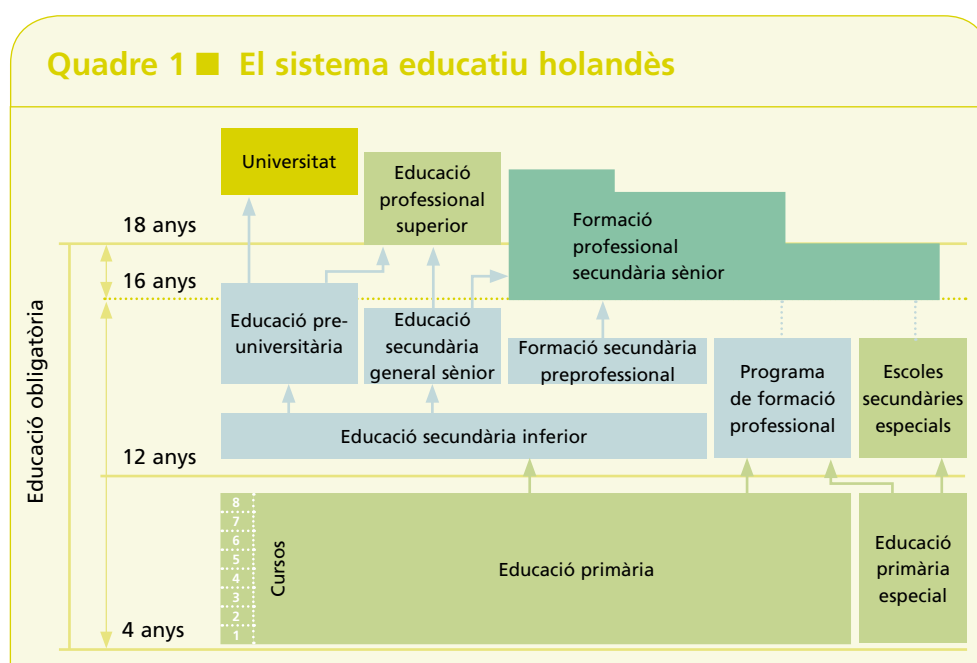 Quadre 1 ■ El sistema educatiu holandès
Universitat
Educació
professional
superior
18 anys
Formació
professional
secundària sènior
16 anys
Educació pre-
universitària
Educació
secundària
general sènior
Formació secundària
preprofessional
Programa
de formació
professional
Escoles
secundàries
especials
Educació secundària inferior
12 anys
Educació obligatòria
8
7
6
5
4
3
2
1
Cursos
Educació primària
Educació
primària
especial
4 anys